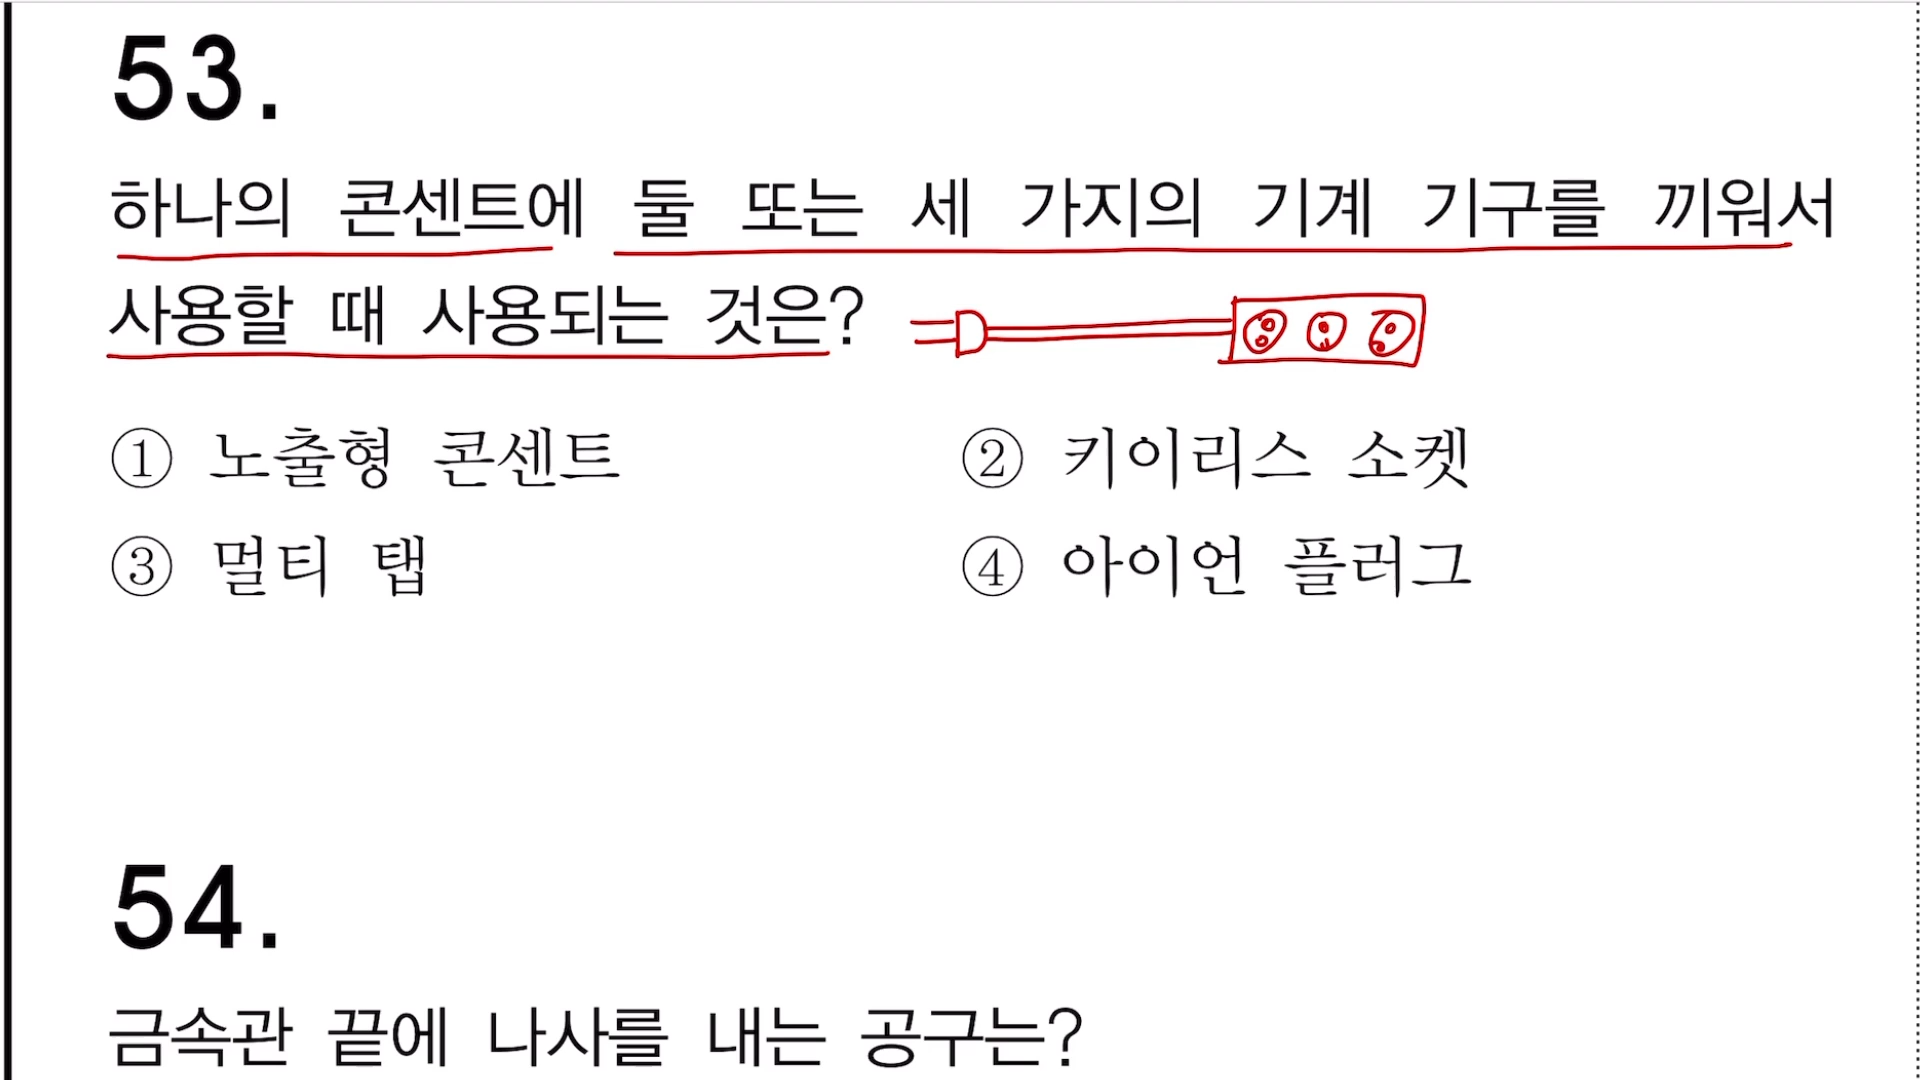 53.
하나의 콘센트에 둘 또는 세 가지의 기계 기구를 끼워서
사용할 때 사용되는 것은?
① 노출형 콘센트 ② 키이리스 소켓
③ 멀티 탭 ④ 아이언 플러그
54.
금속관 끝에 나사를 내는 공구는?